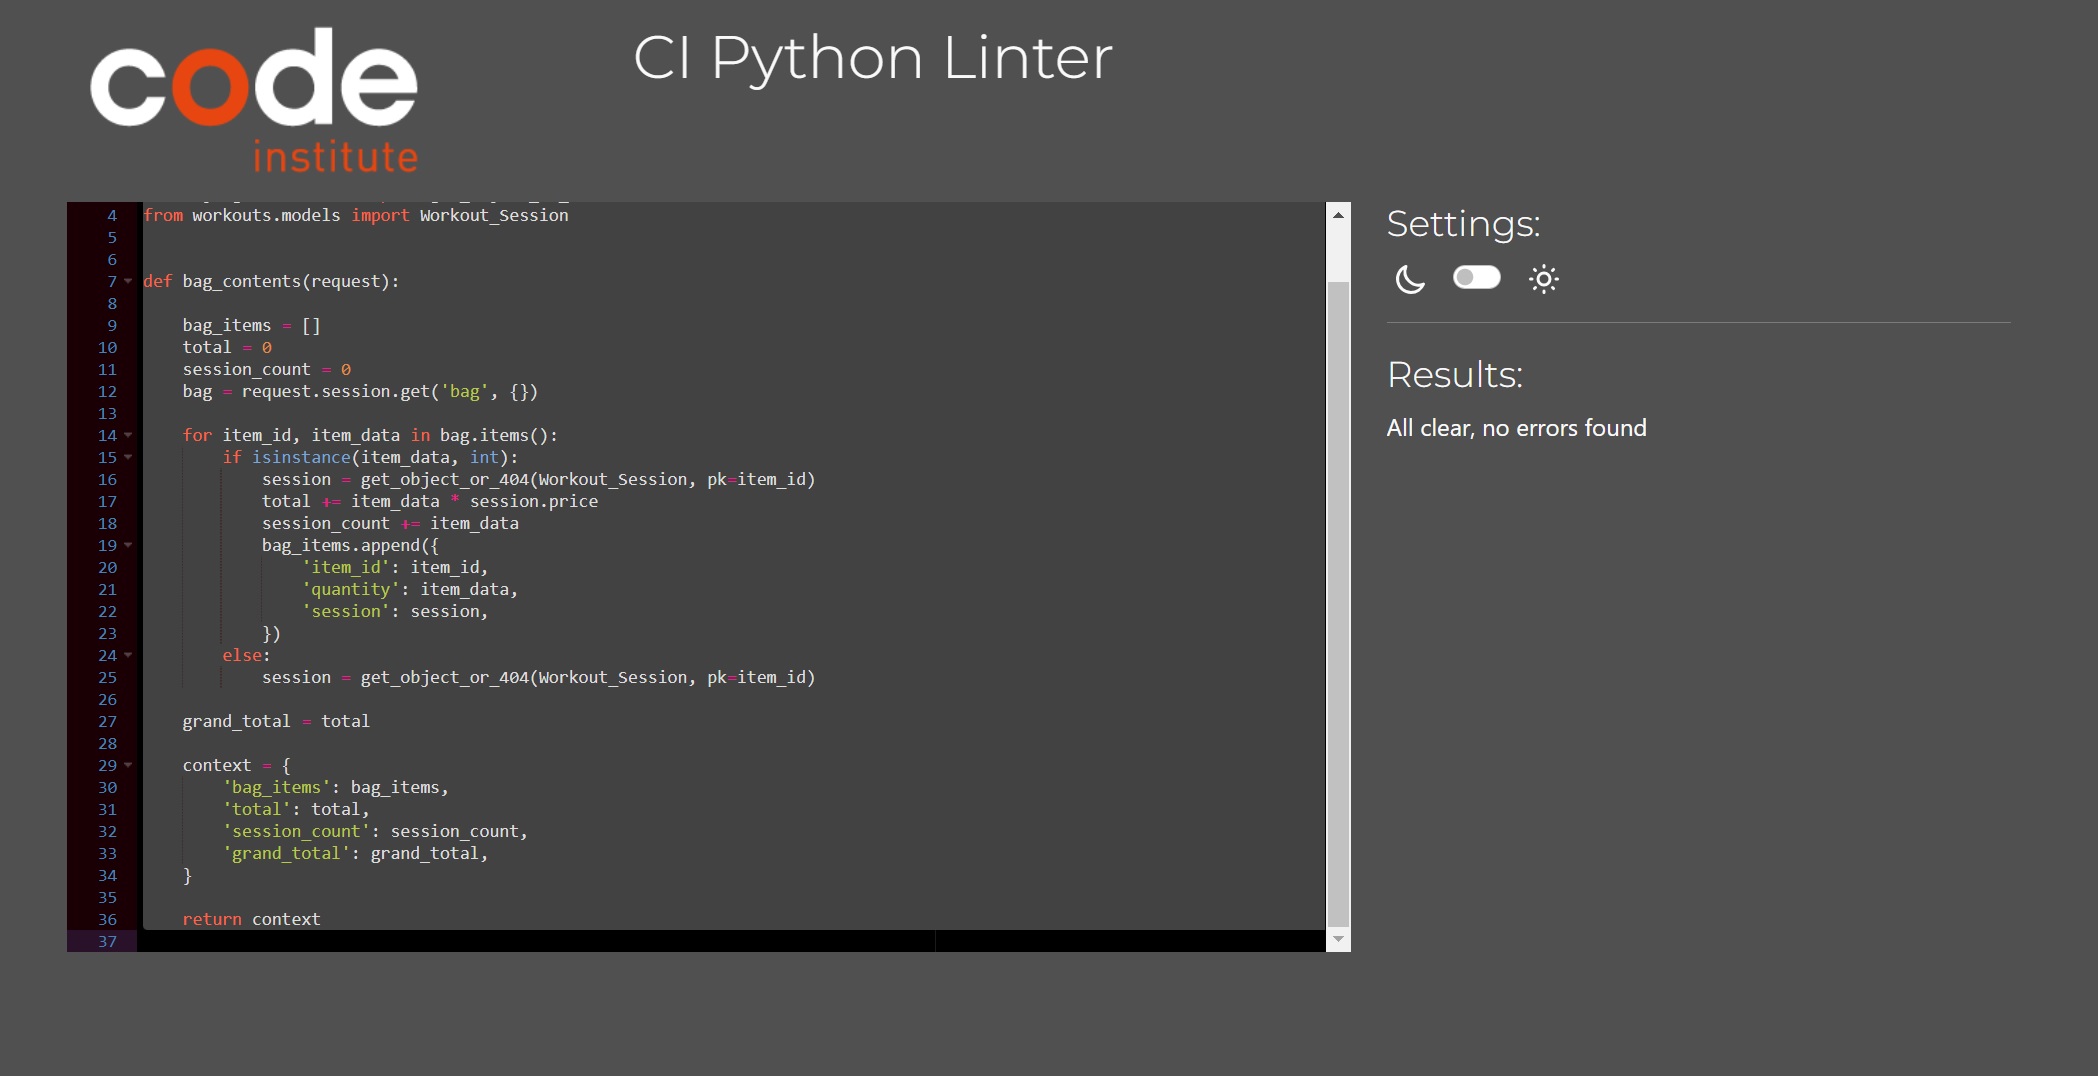 code
institute
CI Python Linter
4 from workouts.models import Workout_Session
5
6
7 def bag_contents(request):
8
9     bag_items = []
10     total = 0
11     session_count = 0
12     bag = request.session.get('bag', {})
13
14     for item_id, item_data in bag.items():
15         if isinstance(item_data, int):
16             session = get_object_or_404(Workout_Session, pk=item_id)
17             total += item_data * session.price
18             session_count += item_data
19             bag_items.append({
20                 'item_id': item_id,
21                 'quantity': item_data,
22                 'session': session,
23             })
24         else:
25             session = get_object_or_404(Workout_Session, pk=item_id)
26
27     grand_total = total
28
29     context = {
30         'bag_items': bag_items,
31         'total': total,
32         'session_count': session_count,
33         'grand_total': grand_total,
34     }
35
36     return context
37
Settings:
Results:
All clear, no errors found